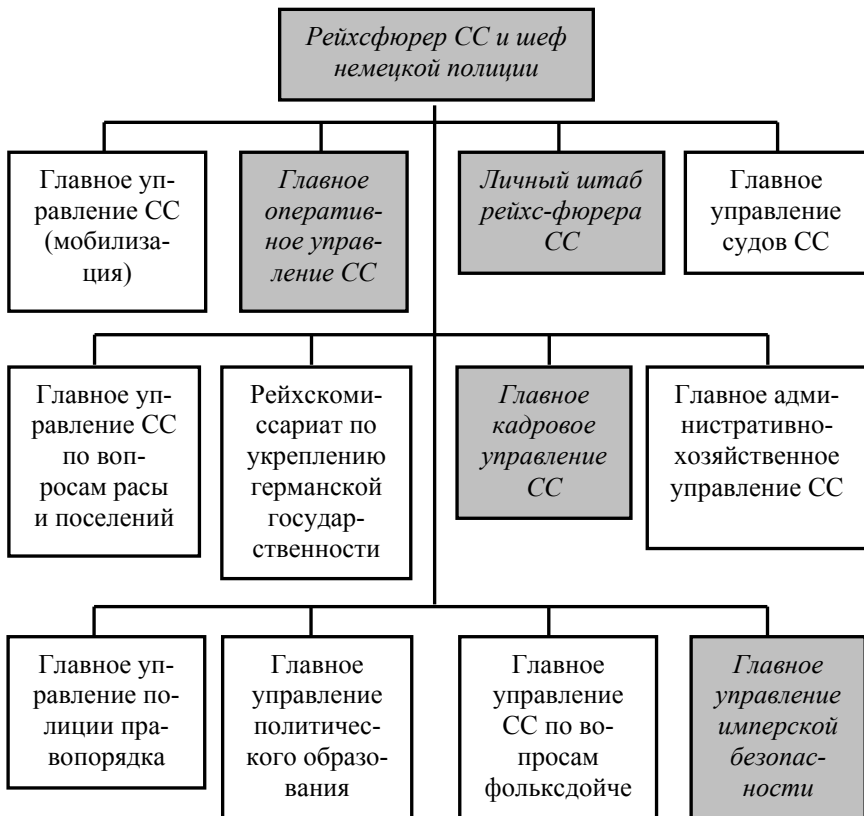 Рейхсфюрер СС и шеф
немецкой полиции
Главное уп-
равление СС
(мобилиза-
ция)
Главное
оператив-
ное управ-
ление СС
Личный штаб
рейхс-фюрера
СС
Главное
управление
судов СС
Главное уп-
равление СС
по воп-
росам расы
и поселений
Рейхскоми-
ссариат по
укреплению
германской
государ-
ственности
Главное
кадровое
управление
СС
Главное адми-
нистративно-
хозяйственное
управление СС
Главное уп-
равление по-
лиции пра-
вопорядка
Главное
управление
политичес-
кого образо-
вания
Главное
управление
СС по во-
просам
фольксдойче
Главное
управление
имперской
безопас-
ности